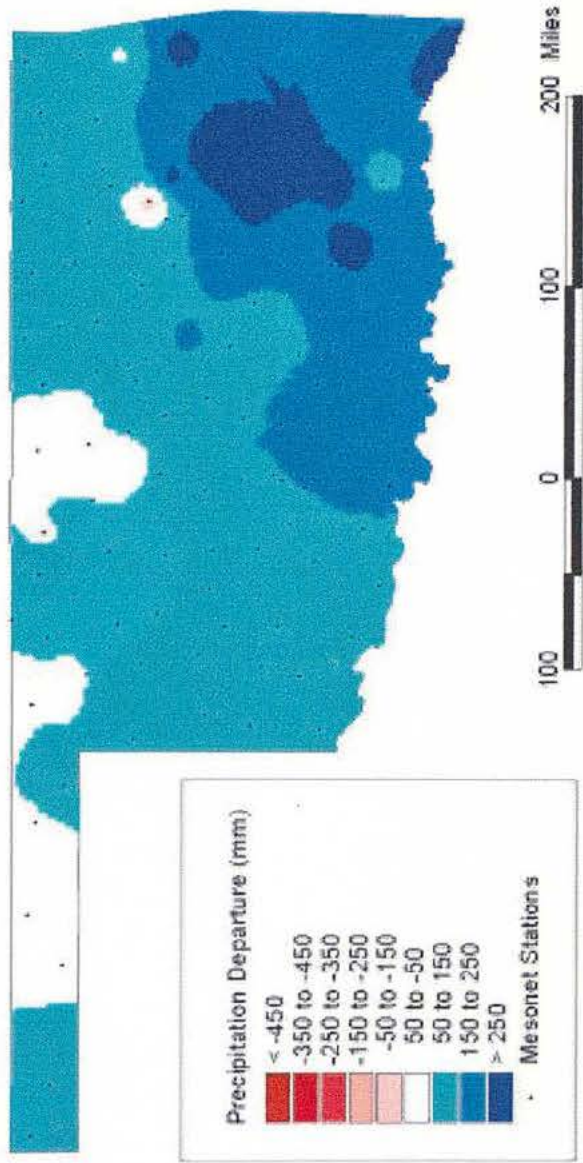 Precipitation Departure (mm)
< -450
-350 to -450
-250 to -350
-150 to -250
-50 to -150
50 to -50
50 to 150
150 to 250
> 250
Mesonet Stations
100 0 100 200 Miles